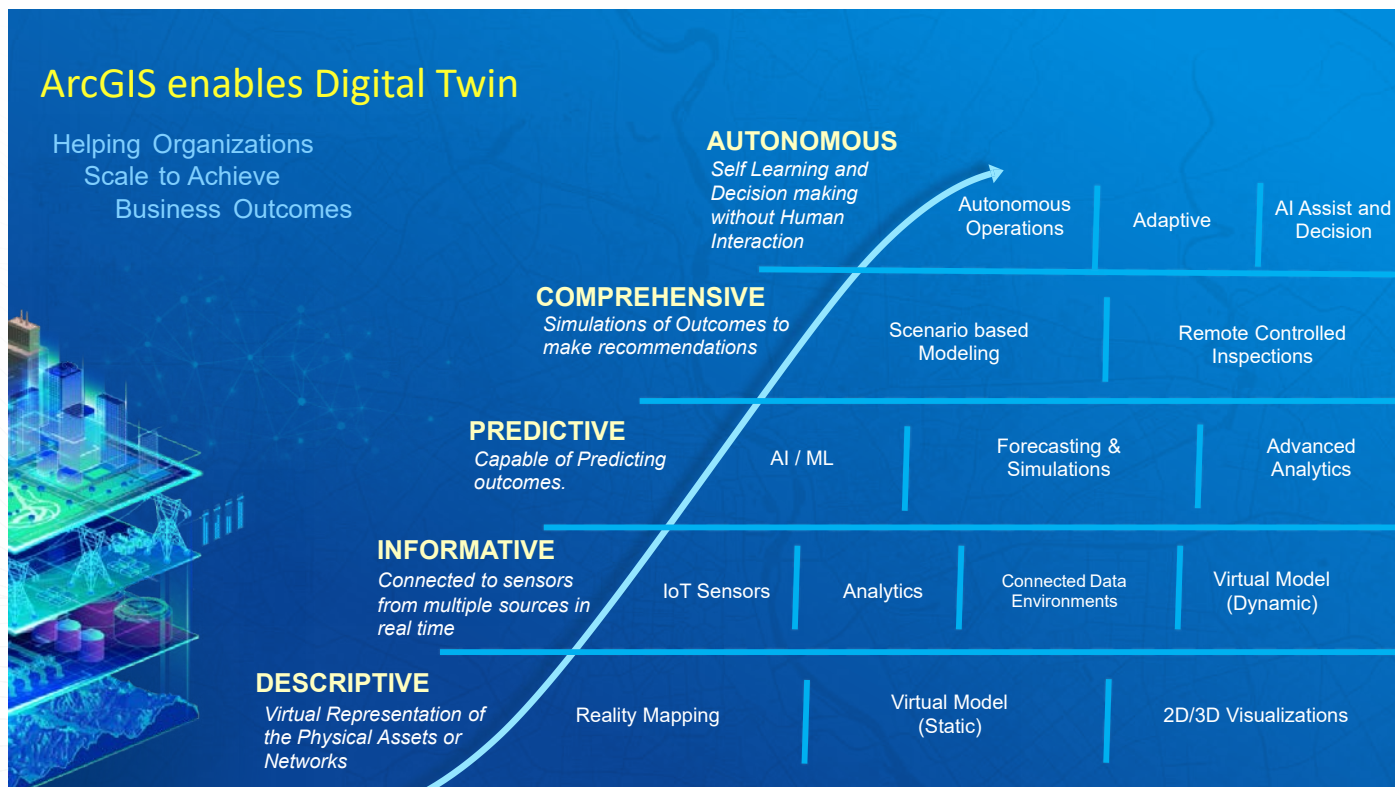 ArcGIS enables Digital Twin
Helping Organizations
Scale to Achieve
Business Outcomes
AUTONOMOUS
Self Learning and
Decision making
without Human
Interaction
Autonomous
Operations
Adaptive
AI Assist and
Decision
COMPREHENSIVE
Simulations of Outcomes to
make recommendations
Scenario based
Modeling
Remote Controlled
Inspections
PREDICTIVE
Capable of Predicting
outcomes.
AI / ML
Forecasting &
Simulations
Advanced
Analytics
INFORMATIVE
Connected to sensors
from multiple sources in
real time
IoT Sensors
Analytics
Connected Data
Environments
Virtual Model
(Dynamic)
DESCRIPTIVE
Virtual Representation of
the Physical Assets or
Networks
Reality Mapping
Virtual Model
(Static)
2D/3D Visualizations